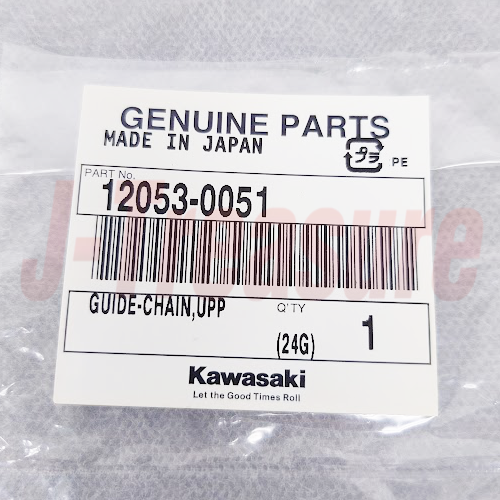 GENUINE PARTS
MADE IN JAPAN
プラ PE
PART No.
12053-0051
GUIDE-CHAIN,UPP Q'TY
(24G) 1
Kawasaki
Let the Good Times Roll
J-Treasure